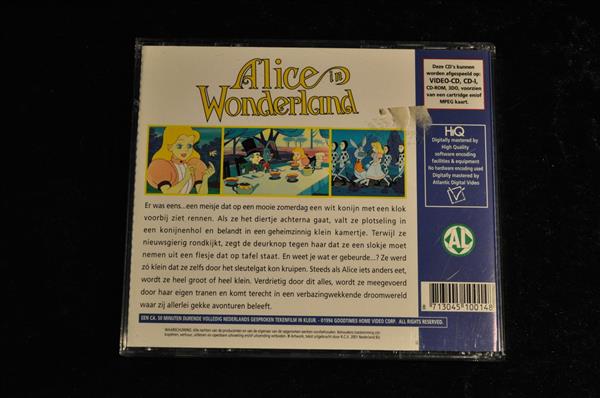 Alice in
Wonderland
Deze CD's kunnen
worden afgespeeld op:
VIDEO-CD, CD-I,
CD-ROM, 3DO, voorzien
van een cartridge en/of
MPEG kaart.
HQ
Digitally mastered by
High Quality
software encoding
facilities & equipment
No hardware encoding used
Digitally mastered by
Atlantic Digital Video
AL
Er was eens...een meisje dat op een mooie zomerdag een wit konijn met een klok
voorbij ziet rennen. Als ze het diertje achterna gaat, valt ze plotseling in
een konijnenhol en belandt in een geheimzinnig klein kamertje. Terwijl ze
nieuwsgierig rondkijkt, zegt de deurknop tegen haar dat ze een slokje moet
nemen uit een flesje dat op tafel staat. En weet je wat er gebeurde...? Ze werd
zó klein dat ze zelfs door het sleutelgat kon kruipen. Steeds als Alice iets anders eet,
wordt ze heel groot of heel klein. Verdrietig door dit alles, wordt ze meegevoerd
door haar eigen tranen en komt terecht in een verbazingwekkende droomwereld
waar zij allerlei gekke avonturen beleeft.
8 713045 100148
EEN CA. 50 MINUTEN DURENDE VOLLEDIG NEDERLANDS GESPROKEN TEKENFILM IN KLEUR. - ©1994 GOODTIMES HOME VIDEO CORP. ALL RIGHTS RESERVED.